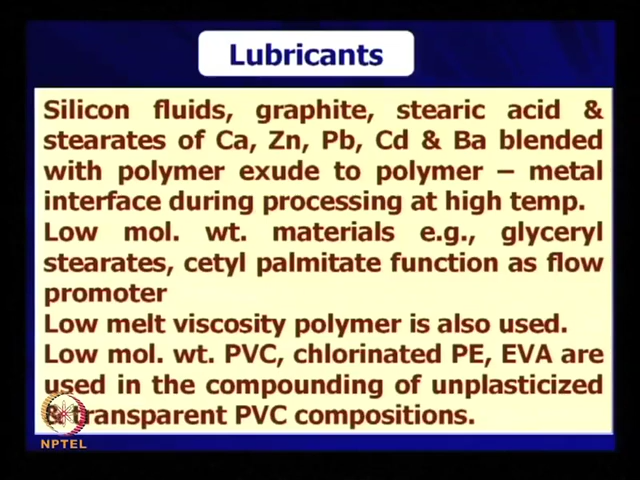 Lubricants
Silicon fluids, graphite, stearic acid &
stearates of Ca, Zn, Pb, Cd & Ba blended
with polymer exude to polymer – metal
interface during processing at high temp.
Low mol. wt. materials e.g., glyceryl
stearates, cetyl palmitate function as flow
promoter
Low melt viscosity polymer is also used.
Low mol. wt. PVC, chlorinated PE, EVA are
used in the compounding of unplasticized
& transparent PVC compositions.
NPTEL